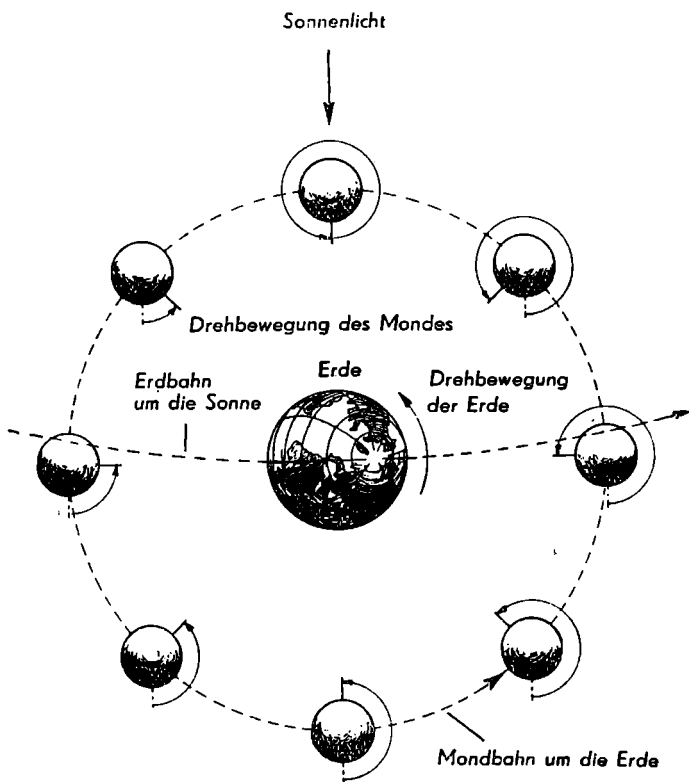 Sonnenlicht
Drehbewegung des Mondes
Erde
Erdbahn
um die Sonne
Drehbewegung
der Erde
Mondbahn um die Erde